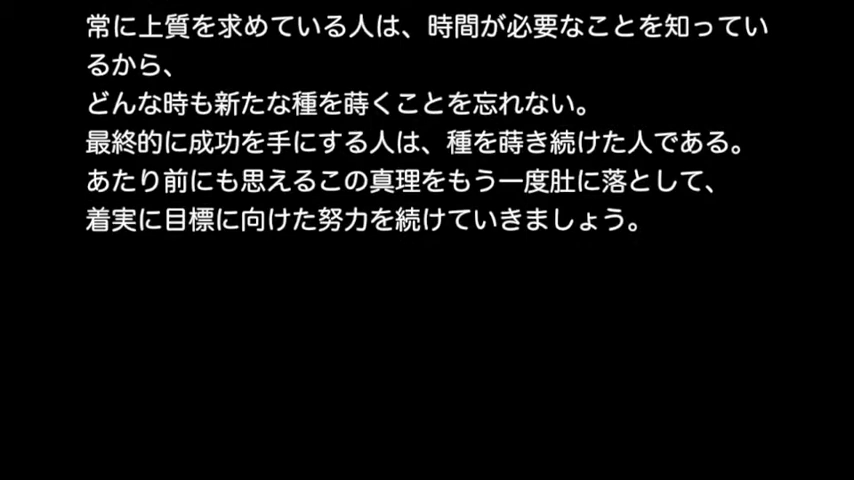 常に上質を求めている人は、時間が必要なことを知ってい
るから、
どんな時も新たな種を蒔くことを忘れない。
最終的に成功を手にする人は、種を蒔き続けた人である。
あたり前にも思えるこの真理をもう一度肚に落として、
着実に目標に向けた努力を続けていきましょう。